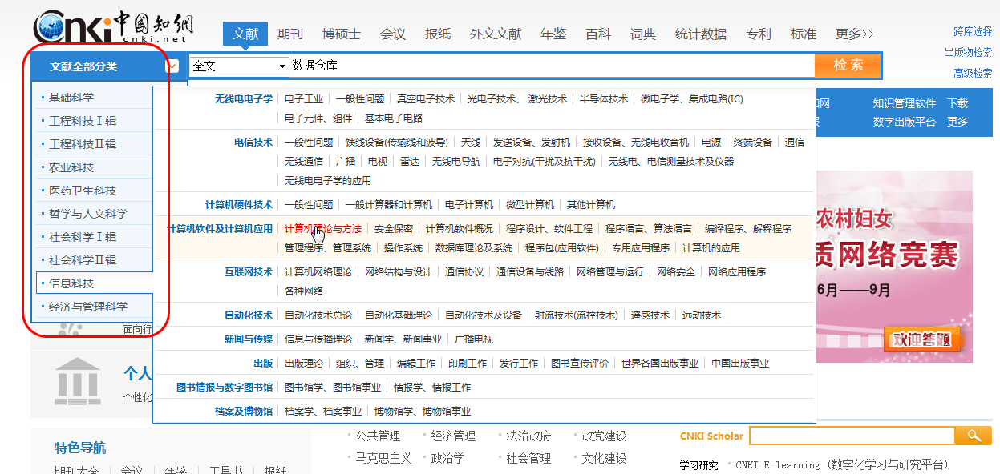 中國知網
cnki.net
文献 期刊 博硕士 会议 报纸 外文文献 年鉴 百科 词典 统计数据 专利 标准 更多>>
跨库选择
出版物检索
高级检索
文献全部分类 全文 数据仓库 检索
基础科学
工程科技Ⅰ辑
工程科技Ⅱ辑
农业科技
医药卫生科技
哲学与人文科学
社会科学Ⅰ辑
社会科学Ⅱ辑
信息科技
经济与管理科学
无线电电子学 电子工业 一般性问题 真空电子技术 光电子技术、激光技术 半导体技术 微电子学、集成电路(IC)
电子元件、组件 基本电子电路
电信技术 一般性问题 馈线设备(传输线和波导) 天线 发送设备、发射机 接收设备、无线电收音机 电源 终端设备 通信
无线通信 广播 电视 雷达 无线电导航 电子对抗(干扰及抗干扰) 无线电、电信测量技术及仪器
无线电电子学的应用
计算机硬件技术 一般性问题 一般计算器和计算机 电子计算机 微型计算机 其他计算机
计算机软件及计算机应用 计算机理论与方法 安全保密 计算机软件概况 程序设计、软件工程 程序语言、算法语言 编译程序、解释程序
管理程序、管理系统 操作系统 数据库理论及系统 程序包(应用软件) 专用应用程序 计算机的应用
互联网技术 计算机网络理论 网络结构与设计 通信协议 通信设备与线路 网络管理与运行 网络安全 网络应用程序
各种网络
自动化技术 自动化技术总论 自动化基础理论 自动化技术及设备 射流技术(流控技术) 遥感技术 远动技术
新闻与传媒 信息与传播理论 新闻学、新闻事业 广播电视
出版 出版理论 组织、管理 编辑工作 印刷工作 发行工作 图书宣传评价 世界各国出版事业 中国出版事业
图书情报与数字图书馆 图书馆学、图书馆事业 情报学、情报工作
档案及博物馆 档案学、档案事业 博物馆学、博物馆事业
知识管理软件 下载
数字出版平台 更多
农村妇女
质网络竞赛
6月——9月
欢迎答题
面向行
个人
个性化
特色导航
期刊大全 会议 年鉴 工具书 报纸
公共管理 经济管理 法治政府 政党建设
马克思主义 政治学 社会管理 文化建设
CNKI Scholar
学习研究 CNKI E-learning (数字化学习与研究平台)